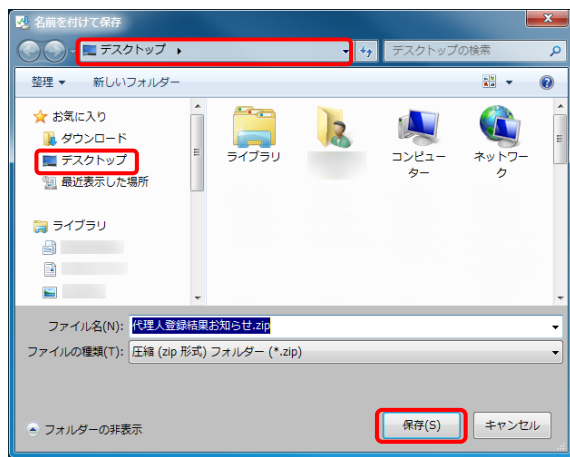 名前を付けて保存
デスクトップ
デスクトップの検索
整理
新しいフォルダー
お気に入り
ダウンロード
デスクトップ
最近表示した場所
ライブラリ
ライブラリ
コンピュー
ター
ネットワー
ク
ファイル名(N): 代理人登録結果お知らせ.zip
ファイルの種類(T): 圧縮 (zip 形式) フォルダー (*.zip)
フォルダーの非表示
保存(S)
キャンセル